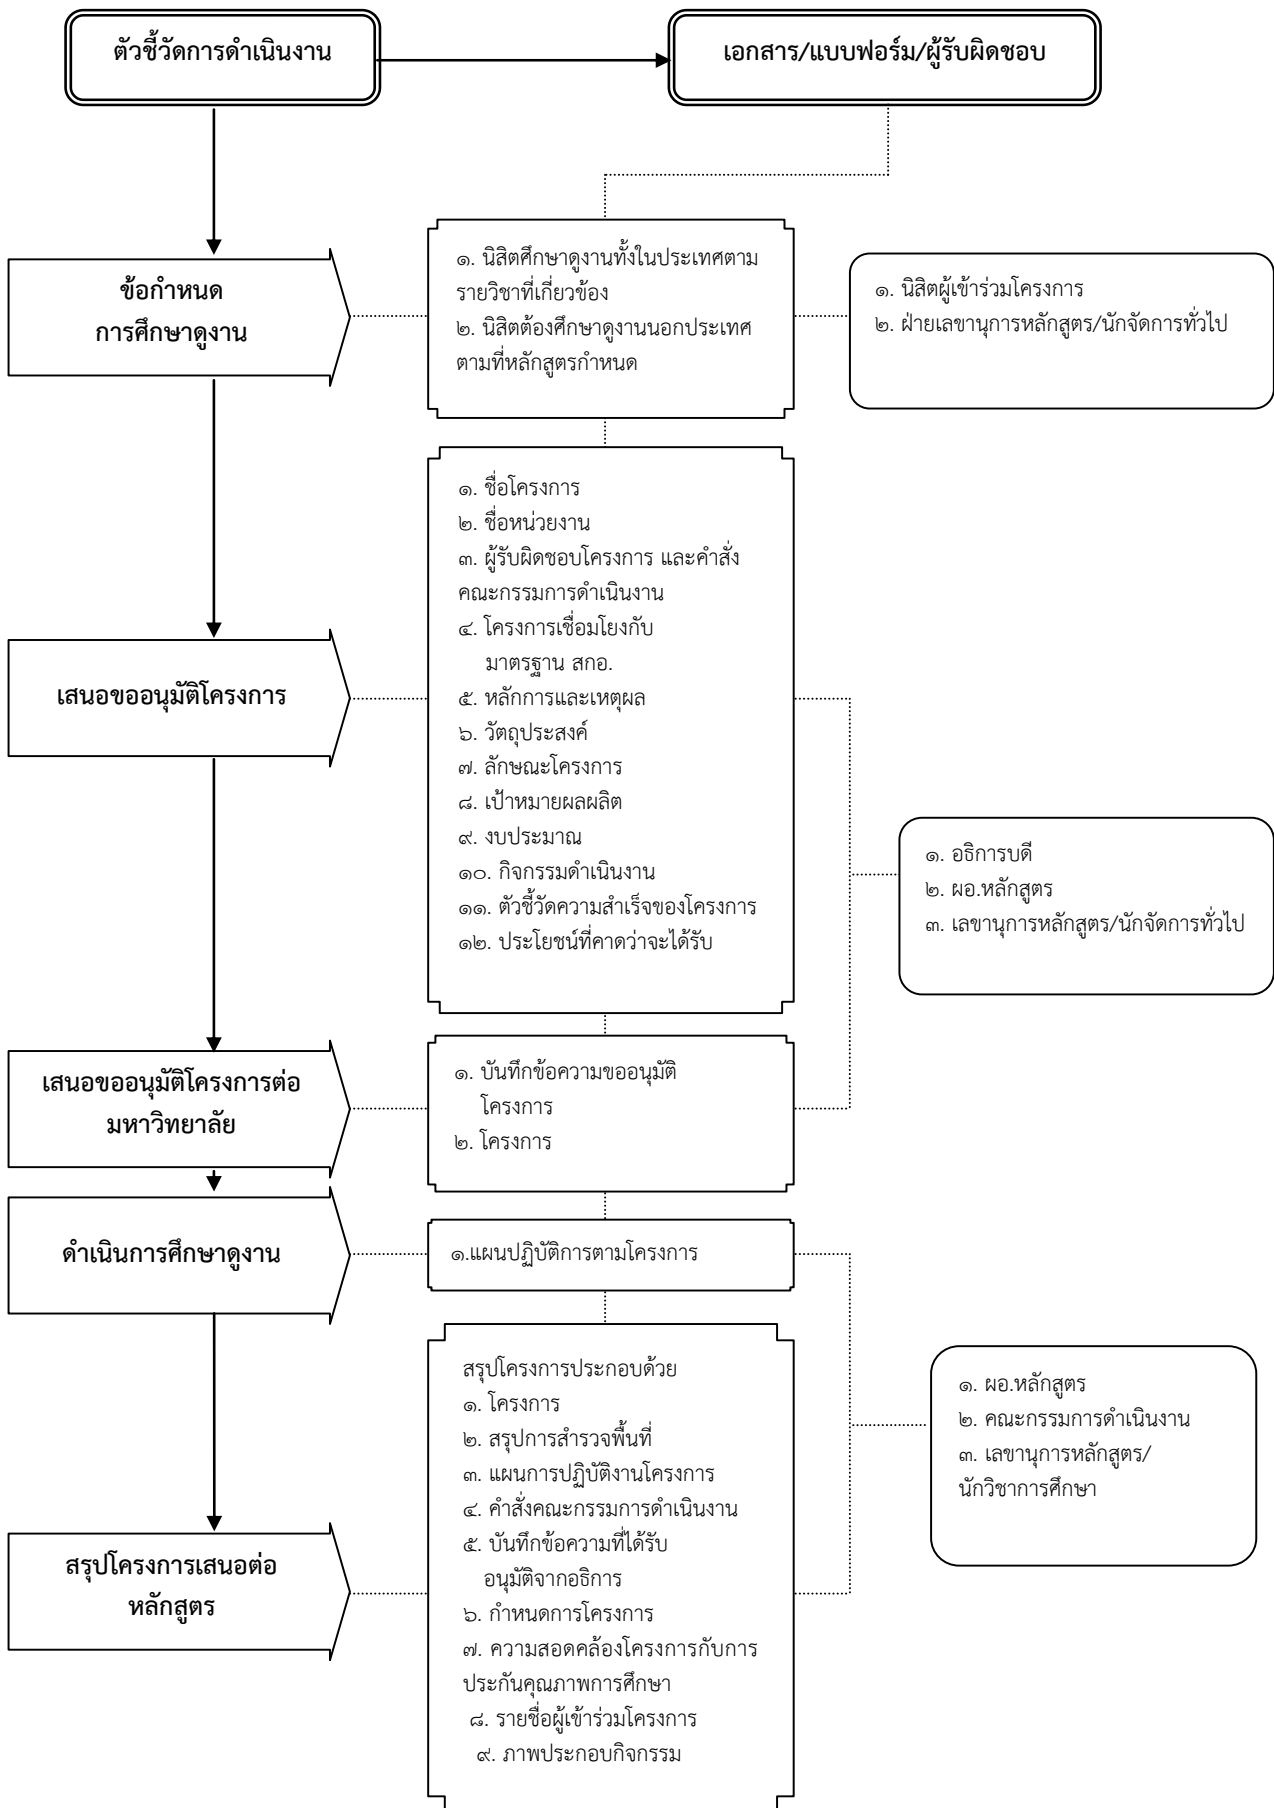 ตัวชี้วัดการดำเนินงาน
เอกสาร/แบบฟอร์ม/ผู้รับผิดชอบ
ข้อกำหนด
การศึกษาดูงาน
๑. นิสิตศึกษาดูงานทั้งในประเทศตาม
รายวิชาที่เกี่ยวข้อง
๒. นิสิตต้องศึกษาดูงานนอกประเทศ
ตามที่หลักสูตรกำหนด
๑. นิสิตผู้เข้าร่วมโครงการ
๒. ฝ่ายเลขานุการหลักสูตร/นักจัดการทั่วไป
เสนอขออนุมัติโครงการ
๑. ชื่อโครงการ
๒. ชื่อหน่วยงาน
๓. ผู้รับผิดชอบโครงการ และคำสั่ง
คณะกรรมการดำเนินงาน
๔. โครงการเชื่อมโยงกับ
มาตรฐาน สกอ.
๕. หลักการและเหตุผล
๖. วัตถุประสงค์
๗. ลักษณะโครงการ
๘. เป้าหมายผลผลิต
๙. งบประมาณ
๑๐. กิจกรรมดำเนินงาน
๑๑. ตัวชี้วัดความสำเร็จของโครงการ
๑๒. ประโยชน์ที่คาดว่าจะได้รับ
๑. อธิการบดี
๒. ผอ.หลักสูตร
๓. เลขานุการหลักสูตร/นักจัดการทั่วไป
เสนอขออนุมัติโครงการต่อ
มหาวิทยาลัย
๑. บันทึกข้อความขออนุมัติ
โครงการ
๒. โครงการ
ดำเนินการศึกษาดูงาน
๑.แผนปฏิบัติการตามโครงการ
สรุปโครงการเสนอต่อ
หลักสูตร
สรุปโครงการประกอบด้วย
๑. โครงการ
๒. สรุปการสำรวจพื้นที่
๓. แผนการปฏิบัติงานโครงการ
๔. คำสั่งคณะกรรมการดำเนินงาน
๕. บันทึกข้อความที่ได้รับ
อนุมัติจากอธิการ
๖. กำหนดการโครงการ
๗. ความสอดคล้องโครงการกับการ
ประกันคุณภาพการศึกษา
๘. รายชื่อผู้เข้าร่วมโครงการ
๙. ภาพประกอบกิจกรรม
๑. ผอ.หลักสูตร
๒. คณะกรรมการดำเนินงาน
๓. เลขานุการหลักสูตร/
นักวิชาการศึกษา